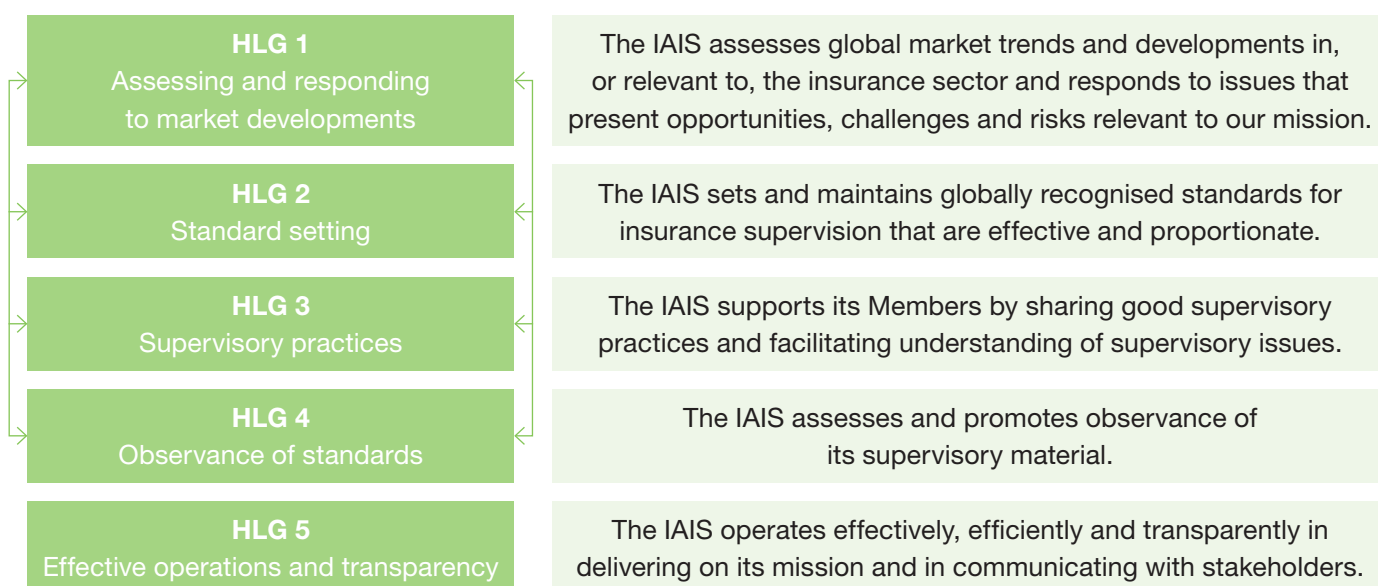 HLG 1
Assessing and responding
to market developments
The IAIS assesses global market trends and developments in,
or relevant to, the insurance sector and responds to issues that
present opportunities, challenges and risks relevant to our mission.
HLG 2
Standard setting
The IAIS sets and maintains globally recognised standards for
insurance supervision that are effective and proportionate.
HLG 3
Supervisory practices
The IAIS supports its Members by sharing good supervisory
practices and facilitating understanding of supervisory issues.
HLG 4
Observance of standards
The IAIS assesses and promotes observance of
its supervisory material.
HLG 5
Effective operations and transparency
The IAIS operates effectively, efficiently and transparently in
delivering on its mission and in communicating with stakeholders.